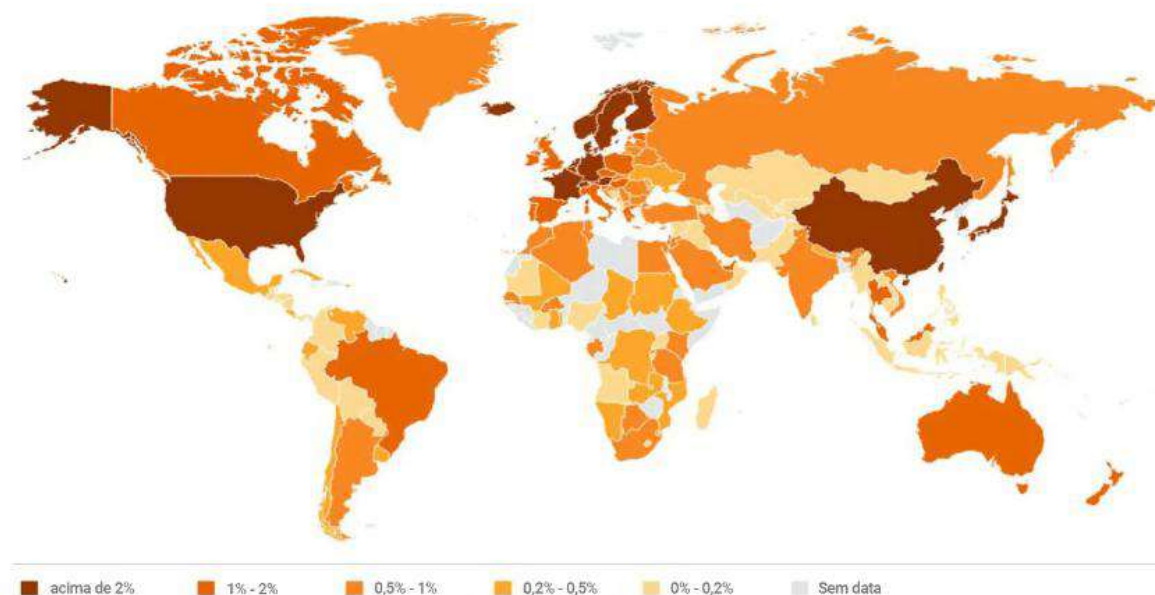 acima de 2% 1% - 2% 0,5% - 1% 0,2% - 0,5% 0% - 0,2% Sem data